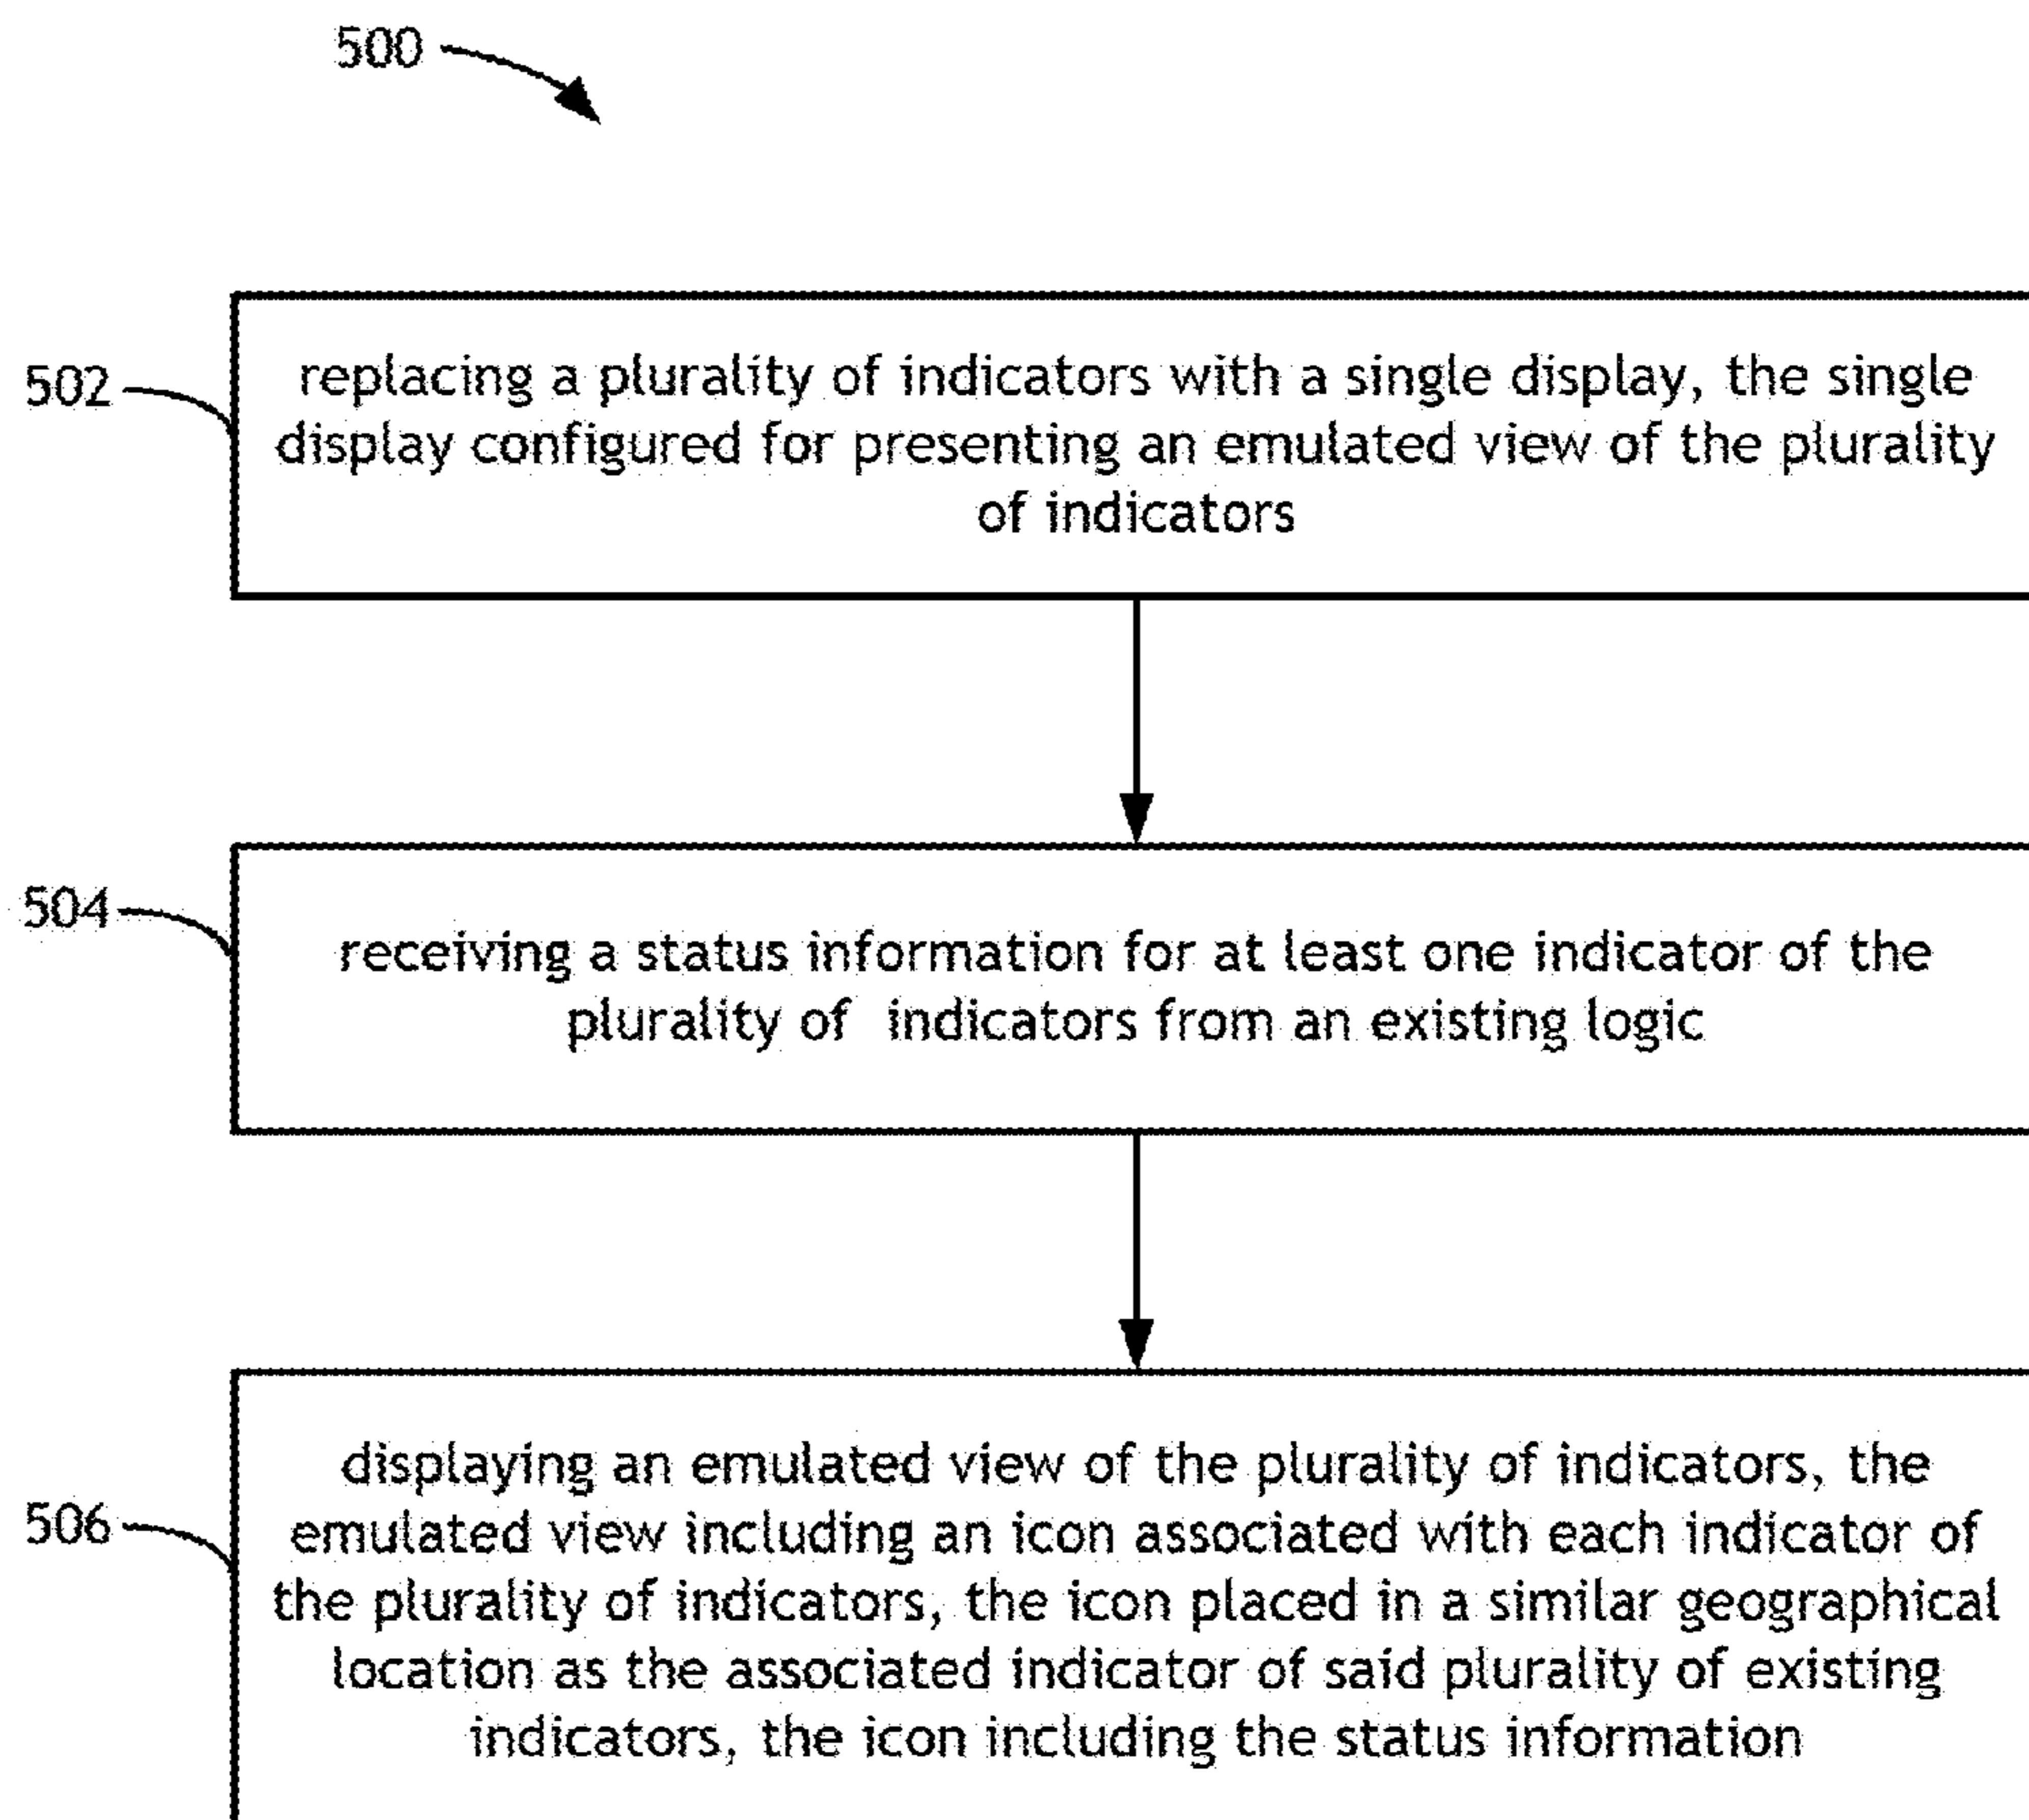 500
502
replacing a plurality of indicators with a single display, the single
display configured for presenting an emulated view of the plurality
of indicators
504
receiving a status information for at least one indicator of the
plurality of indicators from an existing logic
506
displaying an emulated view of the plurality of indicators, the
emulated view including an icon associated with each indicator of
the plurality of indicators, the icon placed in a similar geographical
location as the associated indicator of said plurality of existing
indicators, the icon including the status information